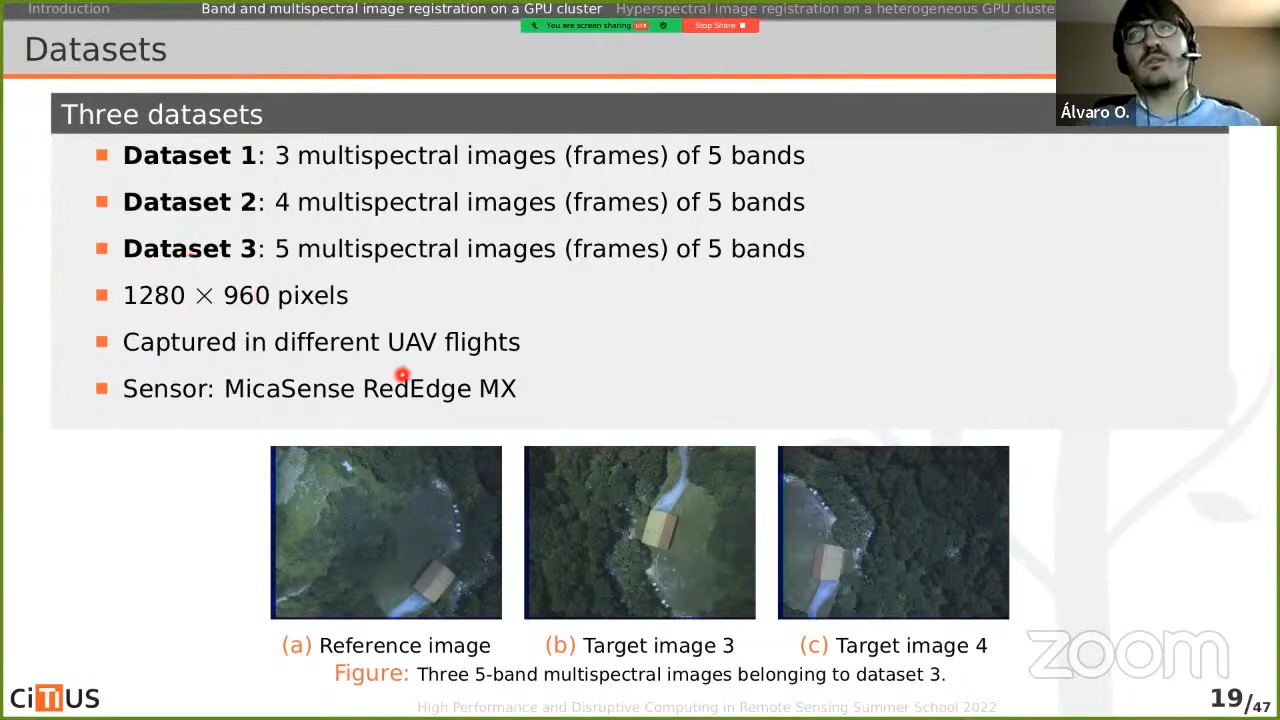 Introduction Band and multispectral image registration on a GPU cluster Hyperspectral image registration on a heterogeneous GPU cluste
You are screen sharing LIVE Stop Share
Datasets
Álvaro O.
Three datasets
Dataset 1: 3 multispectral images (frames) of 5 bands
Dataset 2: 4 multispectral images (frames) of 5 bands
Dataset 3: 5 multispectral images (frames) of 5 bands
1280 × 960 pixels
Captured in different UAV flights
Sensor: MicaSense RedEdge MX
(a) Reference image (b) Target image 3 (c) Target image 4
Figure: Three 5-band multispectral images belonging to dataset 3.
zoom
CiTIUS
High Performance and Disruptive Computing in Remote Sensing Summer School 2022
19/47